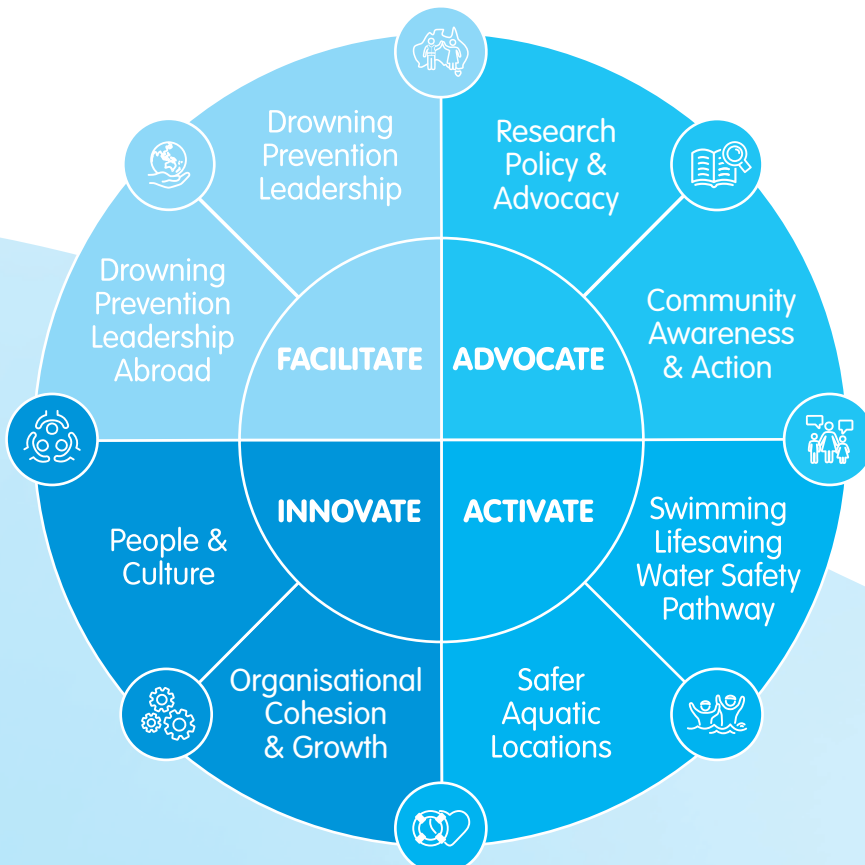 Drowning
Prevention
Leadership
Research
Policy &
Advocacy
Drowning
Prevention
Leadership
Abroad
Community
Awareness
& Action
FACILITATE
ADVOCATE
INNOVATE
ACTIVATE
People &
Culture
Swimming
Lifesaving
Water Safety
Pathway
Organisational
Cohesion
& Growth
Safer
Aquatic
Locations